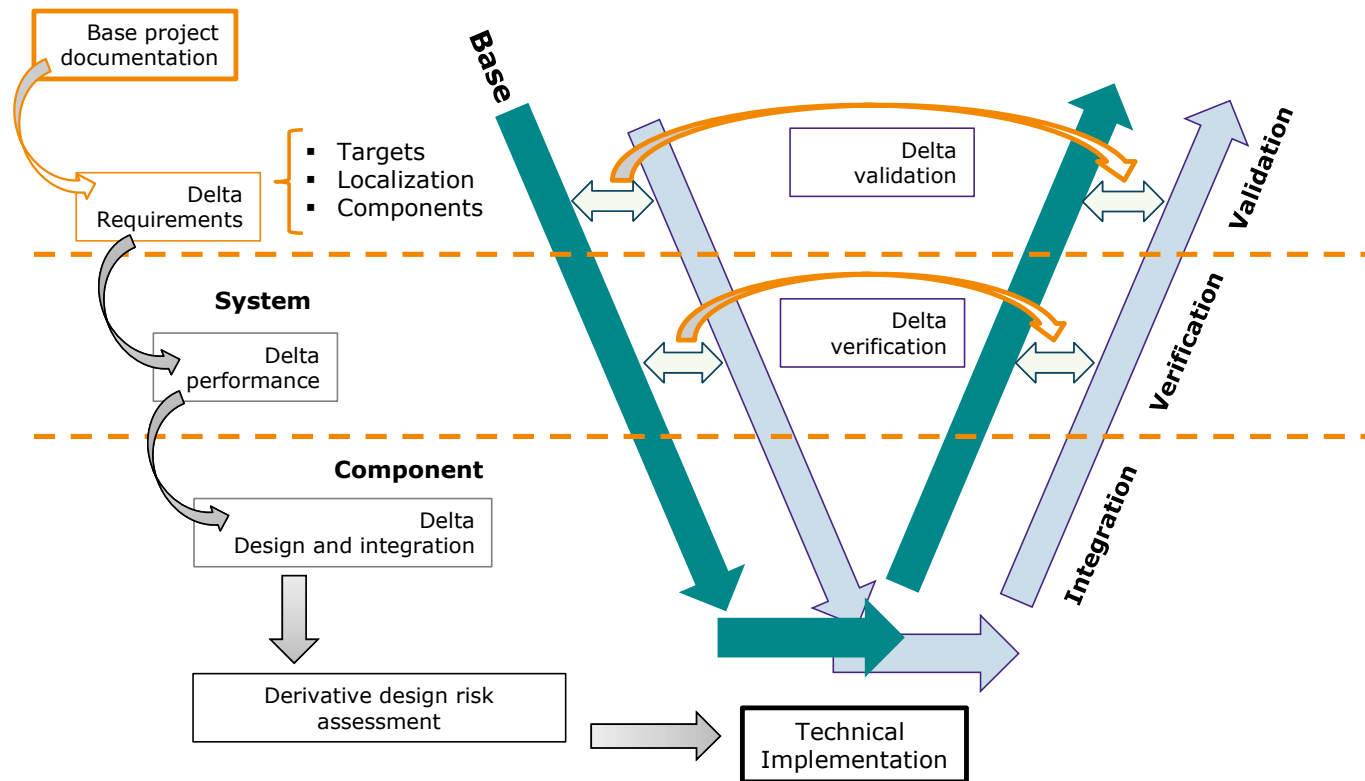 Base project
documentation
Base
Delta
Requirements
▪ Targets
▪ Localization
▪ Components
Delta
validation
Validation
System
Delta
performance
Delta
verification
Verification
Component
Delta
Design and integration
Integration
Derivative design risk
assessment
Technical
Implementation